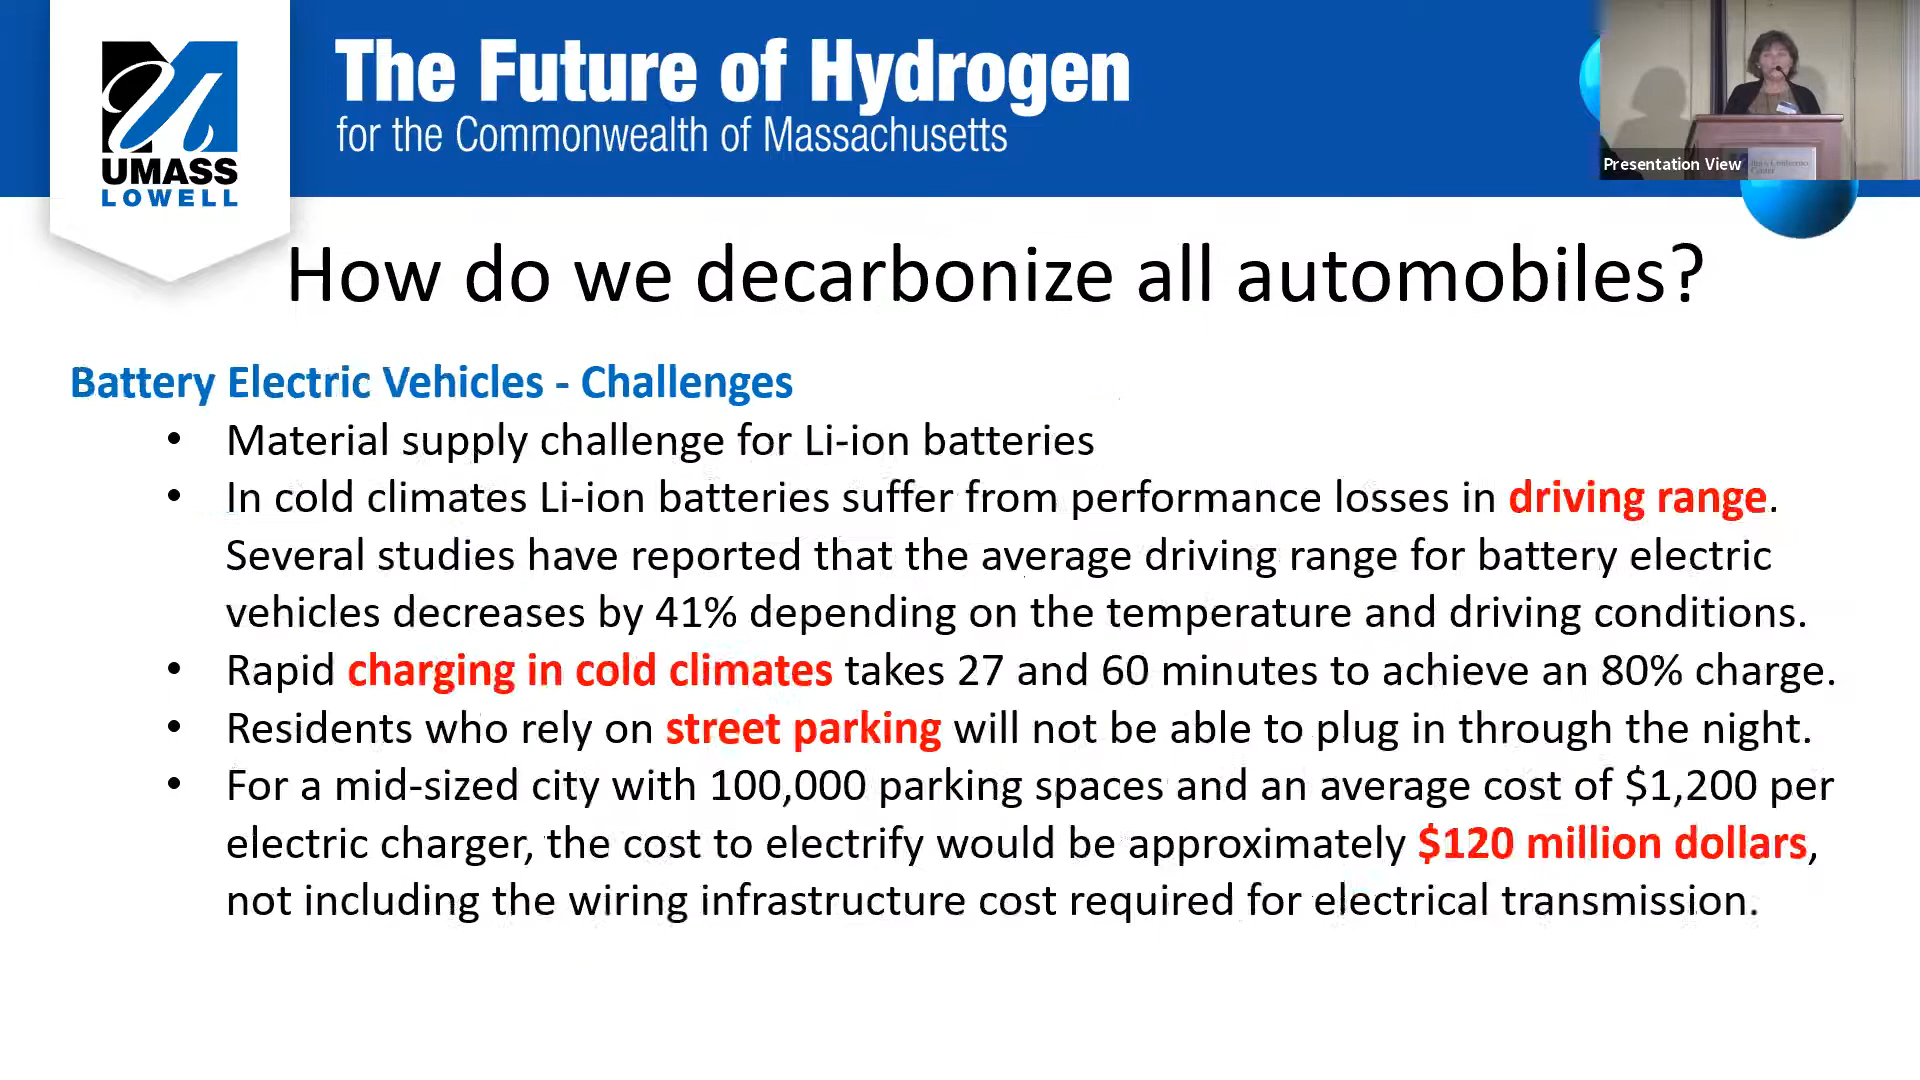 The Future of Hydrogen
for the Commonwealth of Massachusetts
UMASS
LOWELL
Presentation View
How do we decarbonize all automobiles?
Battery Electric Vehicles - Challenges
• Material supply challenge for Li-ion batteries
• In cold climates Li-ion batteries suffer from performance losses in driving range.
Several studies have reported that the average driving range for battery electric
vehicles decreases by 41% depending on the temperature and driving conditions.
• Rapid charging in cold climates takes 27 and 60 minutes to achieve an 80% charge.
• Residents who rely on street parking will not be able to plug in through the night.
• For a mid-sized city with 100,000 parking spaces and an average cost of $1,200 per
electric charger, the cost to electrify would be approximately $120 million dollars,
not including the wiring infrastructure cost required for electrical transmission.